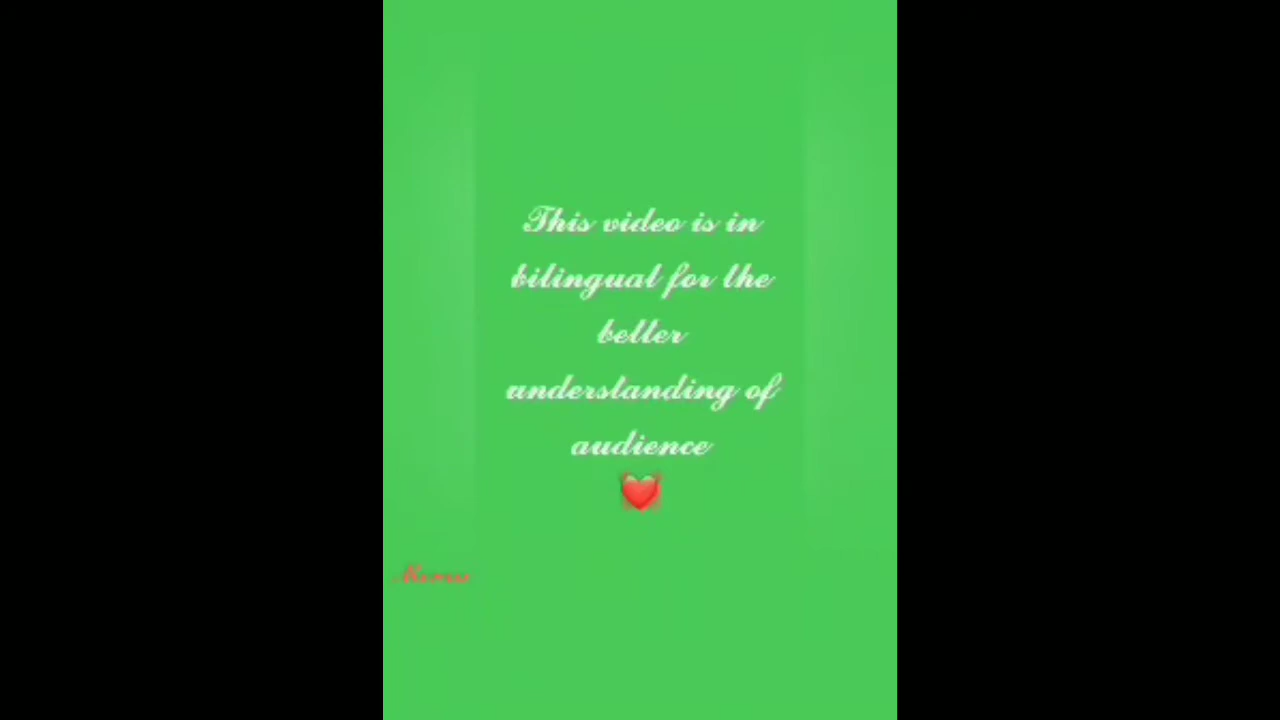 This video is in
bilingual for the
better
understanding of
audience